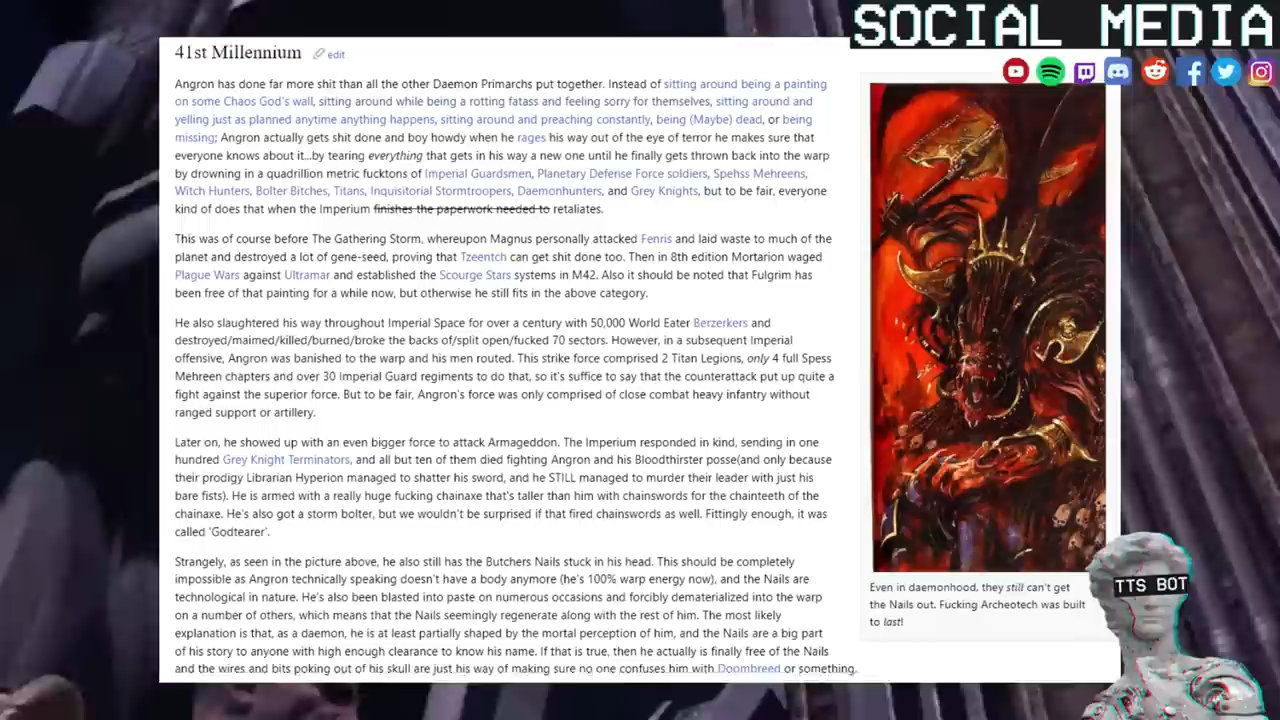 SOCIAL MEDIA
41st Millennium edit
Angron has done far more shit than all the other Daemon Primarchs put together. Instead of sitting around being a painting
on some Chaos God's wall, sitting around while being a rotting fatass and feeling sorry for themselves, sitting around and
yelling just as planned anytime anything happens, sitting around and preaching constantly, being (Maybe) dead, or being
missing; Angron actually gets shit done and boy howdy when he rages his way out of the eye of terror he makes sure that
everyone knows about it...by tearing everything that gets in his way a new one until he finally gets thrown back into the warp
by drowning in a quadrillion metric fucktons of Imperial Guardsmen, Planetary Defense Force soldiers, Spehss Mehreens,
Witch Hunters, Bolter Bitches, Titans, Inquisitorial Stormtroopers, Daemonhunters, and Grey Knights, but to be fair, everyone
kind of does that when the Imperium finishes the paperwork needed to retaliates.
This was of course before The Gathering Storm, whereupon Magnus personally attacked Fenris and laid waste to much of the
planet and destroyed a lot of gene-seed, proving that Tzeentch can get shit done too. Then in 8th edition Mortarion waged
Plague Wars against Ultramar and established the Scourge Stars systems in M42. Also it should be noted that Fulgrim has
been free of that painting for a while now, but otherwise he still fits in the above category.
He also slaughtered his way throughout Imperial Space for over a century with 50,000 World Eater Berzerkers and
destroyed/maimed/killed/burned/broke the backs of/split open/fucked 70 sectors. However, in a subsequent Imperial
offensive, Angron was banished to the warp and his men routed. This strike force comprised 2 Titan Legions, only 4 full Spess
Mehreen chapters and over 30 Imperial Guard regiments to do that, so it's suffice to say that the counterattack put up quite a
fight against the superior force. But to be fair, Angron's force was only comprised of close combat heavy infantry without
ranged support or artillery.
Later on, he showed up with an even bigger force to attack Armageddon. The Imperium responded in kind, sending in one
hundred Grey Knight Terminators, and all but ten of them died fighting Angron and his Bloodthirster posse(and only because
their prodigy Librarian Hyperion managed to shatter his sword, and he STILL managed to murder their leader with just his
bare fists). He is armed with a really huge fucking chainaxe that's taller than him with chainswords for the chainteeth of the
chainaxe. He's also got a storm bolter, but we wouldn't be surprised if that fired chainswords as well. Fittingly enough, it was
called 'Godtearer'.
Strangely, as seen in the picture above, he also still has the Butchers Nails stuck in his head. This should be completely
impossible as Angron technically speaking doesn't have a body anymore (he's 100% warp energy now), and the Nails are
technological in nature. He's also been blasted into paste on numerous occasions and forcibly dematerialized into the warp
on a number of others, which means that the Nails seemingly regenerate along with the rest of him. The most likely
explanation is that, as a daemon, he is at least partially shaped by the mortal perception of him, and the Nails are a big part
of his story to anyone with high enough clearance to know his name. If that is true, then he actually is finally free of the Nails
and the wires and bits poking out of his skull are just his way of making sure no one confuses him with Doombreed or something.
Even in daemonhood, they still can't get
the Nails out. Fucking Archeotech was built
to last!
TTS BOT